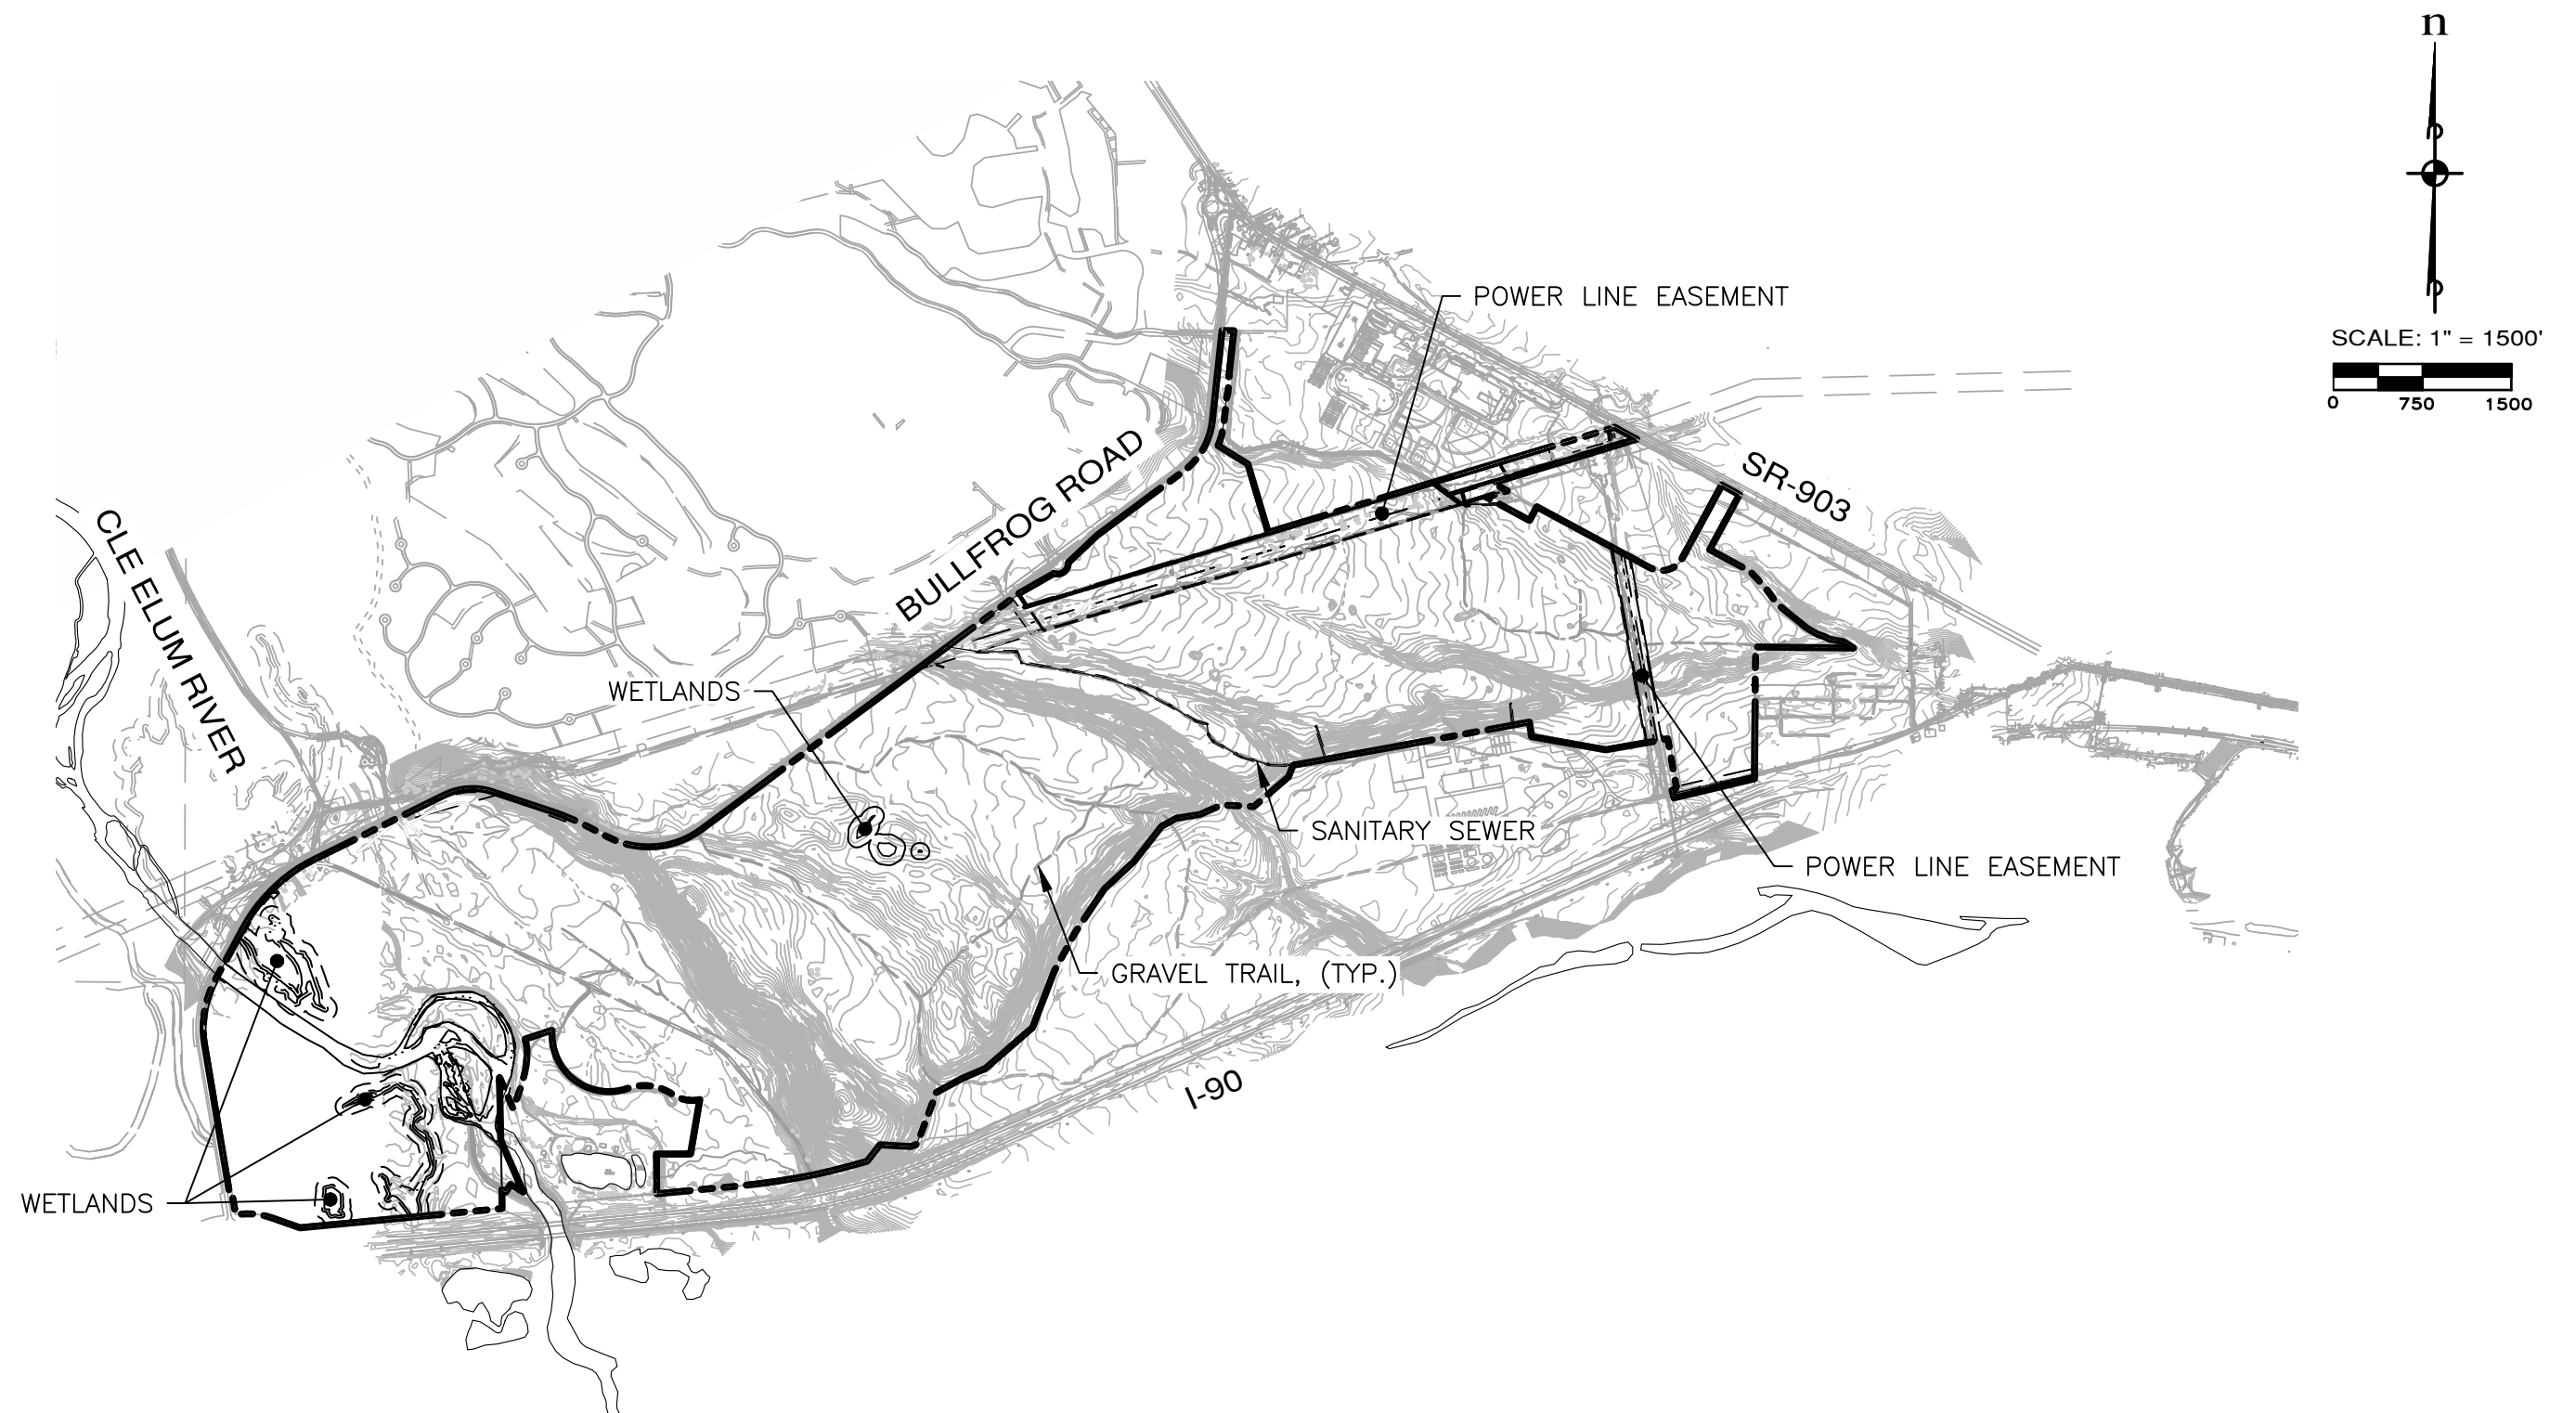 n
POWER LINE EASEMENT
SCALE: 1" = 1500'
0 750 1500
SR-903
BULLFROG ROAD
CLE ELUM RIVER
WETLANDS
SANITARY SEWER
POWER LINE EASEMENT
GRAVEL TRAIL, (TYP.)
I-90
WETLANDS